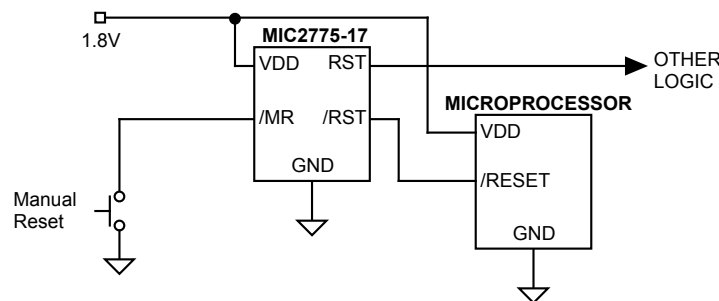 1.8V
MIC2775-17
VDD
RST
OTHER
LOGIC
MICROPROCESSOR
/MR
/RST
VDD
GND
/RESET
Manual
Reset
GND